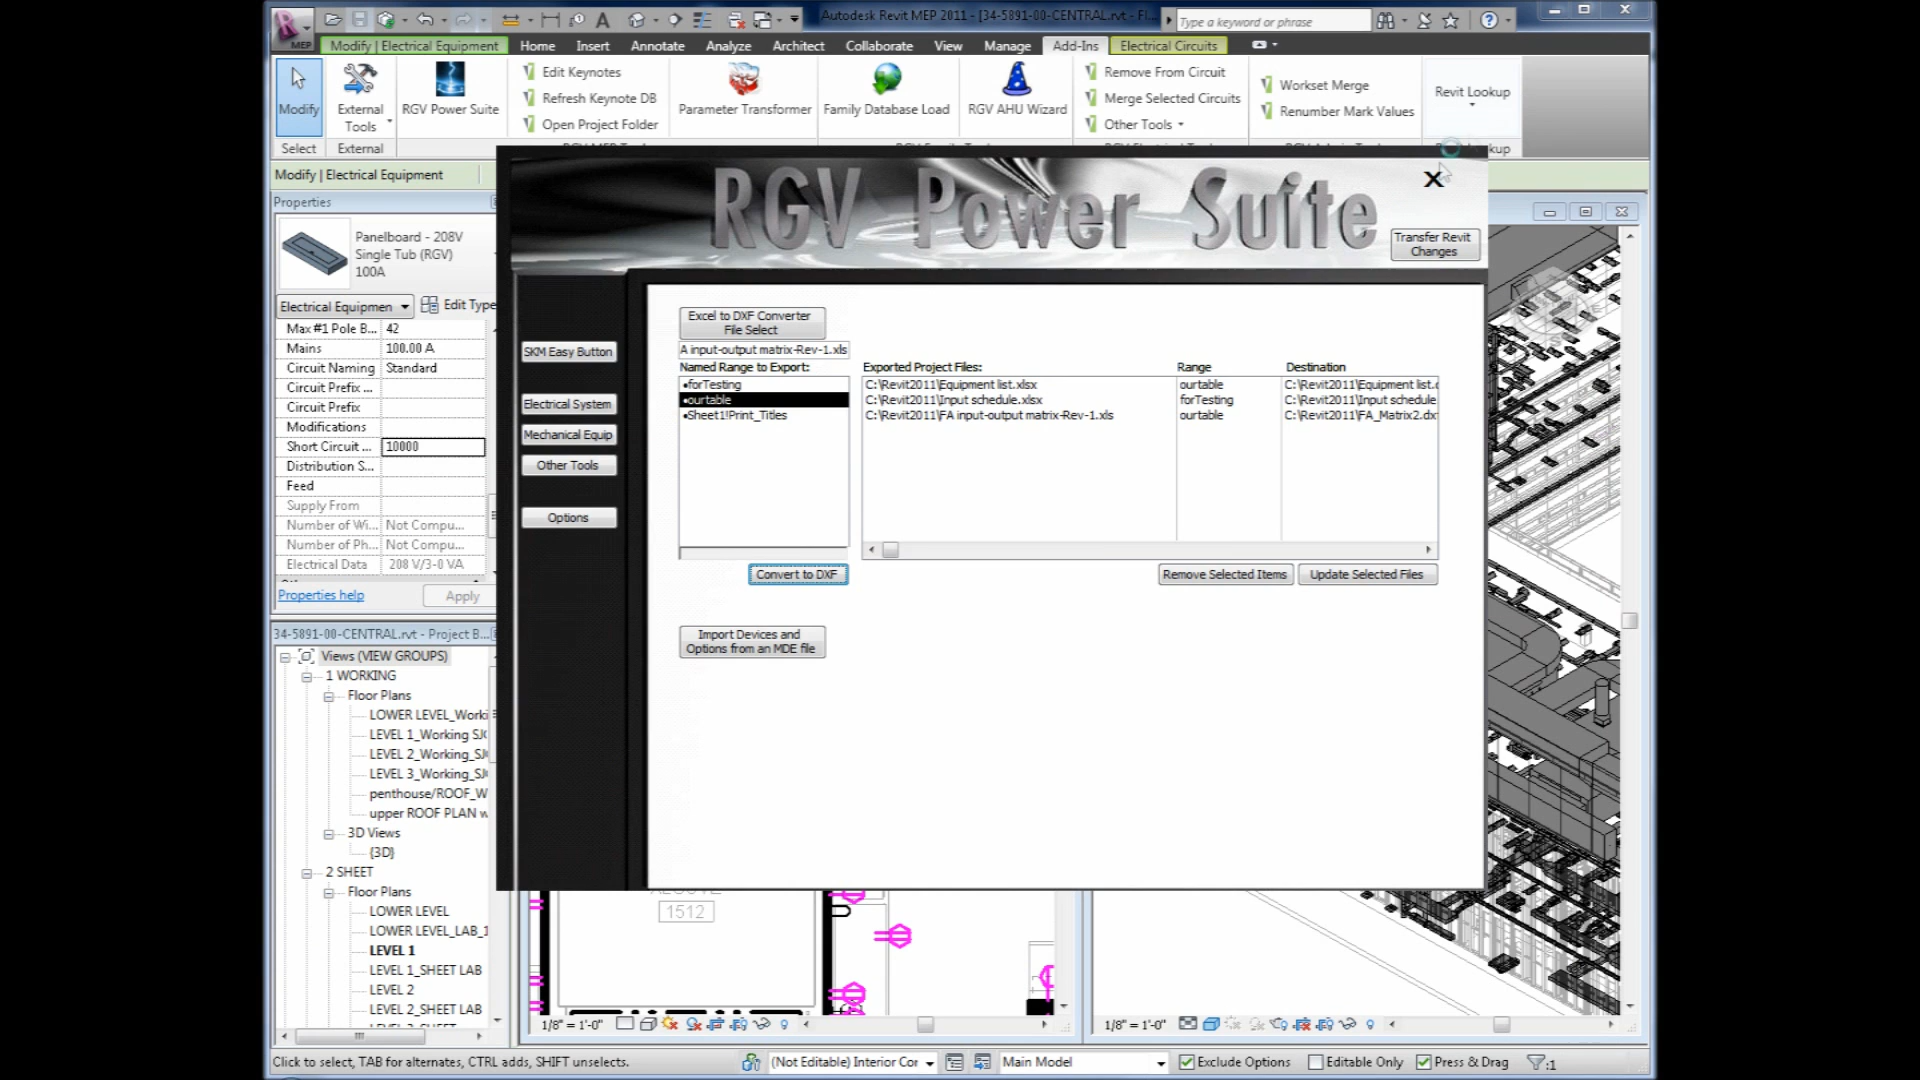 Autodesk Revit MEP 2011 - [34-5891-00-CENTRAL.rvt - Fl...
Type a keyword or phrase
MEP
Modify | Electrical Equipment
Home
Insert
Annotate
Analyze
Architect
Collaborate
View
Manage
Add-Ins
Electrical Circuits
Modify
External
Tools
RGV Power Suite
Edit Keynotes
Refresh Keynote DB
Open Project Folder
Parameter Transformer
Family Database Load
RGV AHU Wizard
Remove From Circuit
Merge Selected Circuits
Other Tools
Workset Merge
Renumber Mark Values
Revit Lookup
Select
External
Modify | Electrical Equipment
Properties
Panelboard - 208V
Single Tub (RGV)
100A
Electrical Equipmen
Edit Type
Max #1 Pole B... 42
Mains 100.00 A
Circuit Naming Standard
Circuit Prefix ...
Circuit Prefix
Modifications
Short Circuit ... 10000
Distribution S...
Feed
Supply From
Number of Wi... Not Compu...
Number of Ph... Not Compu...
Electrical Data 208 V/3-0 VA
Properties help
Apply
34-5891-00-CENTRAL.rvt - Project B...
Views (VIEW GROUPS)
1 WORKING
Floor Plans
LOWER LEVEL_Worki
LEVEL 1_Working SJ
LEVEL 2_Working_SJ
LEVEL 3_Working_SJ
penthouse/ROOF_W
upper ROOF PLAN w
3D Views
{3D}
2 SHEET
Floor Plans
LOWER LEVEL
LOWER LEVEL_LAB_1
LEVEL 1
LEVEL 1_SHEET LAB
LEVEL 2
LEVEL 2_SHEET LAB
RGV Power Suite
X
Transfer Revit
Changes
SKM Easy Button
Electrical System
Mechanical Equip
Other Tools
Options
Excel to DXF Converter
File Select
A input-output matrix-Rev-1.xls
Named Range to Export:
•forTesting
•ourtable
•Sheet1!Print_Titles
Exported Project Files: Range Destination
C:\Revit2011\Equipment list.xlsx ourtable C:\Revit2011\Equipment list.
C:\Revit2011\Input schedule.xlsx forTesting C:\Revit2011\Input schedule
C:\Revit2011\FA input-output matrix-Rev-1.xls ourtable C:\Revit2011\FA_Matrix2.dx
Convert to DXF
Remove Selected Items
Update Selected Files
Import Devices and
Options from an MDE file
1512
1/8" = 1'-0"
1/8" = 1'-0"
Click to select, TAB for alternates, CTRL adds, SHIFT unselects.
(Not Editable) Interior Cor
Main Model
Exclude Options
Editable Only
Press & Drag
:1